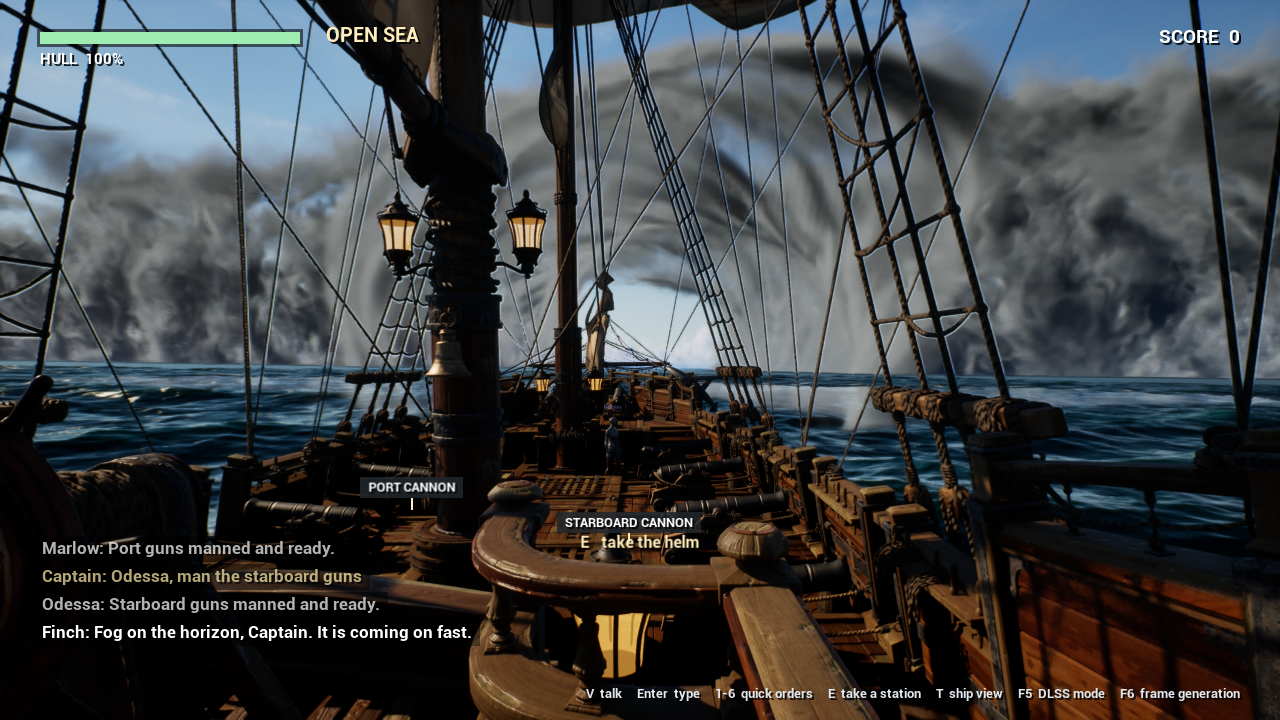 OPEN SEA
SCORE 0
HULL 100%
PORT CANNON
STARBOARD CANNON
E take the helm
Marlow: Port guns manned and ready.
Captain: Odessa, man the starboard guns
Odessa: Starboard guns manned and ready.
Finch: Fog on the horizon, Captain. It is coming on fast.
V talk Enter type 1-6 quick orders E take a station T ship view F5 DLSS mode F6 frame generation